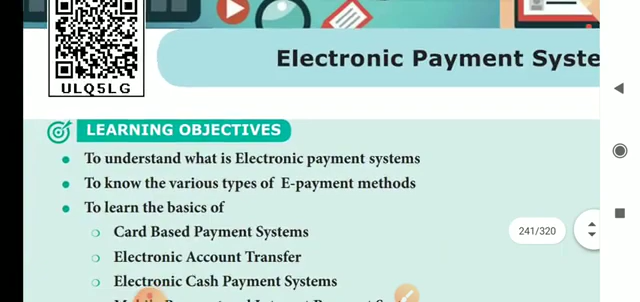 ULQ5LG
Electronic Payment Syste
LEARNING OBJECTIVES
To understand what is Electronic payment systems
To know the various types of E-payment methods
To learn the basics of
Card Based Payment Systems
Electronic Account Transfer
241/320
Electronic Cash Payment Systems